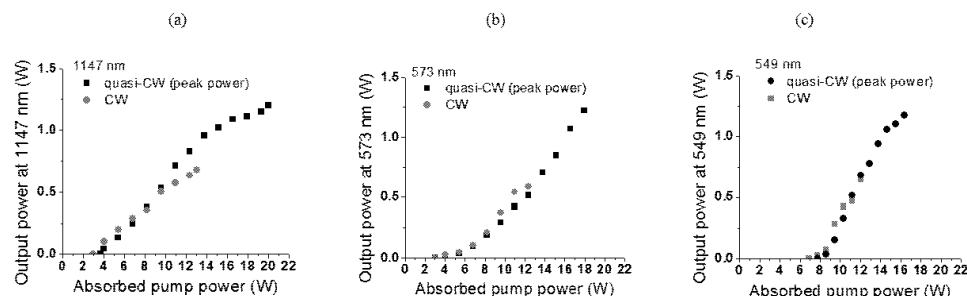 (a)
(b)
(c)
1147 nm
quasi-CW (peak power)
CW
Output power at 1147 nm (W)
1.5
1.0
0.5
0.0
0 2 4 6 8 10 12 14 16 18 20 22
Absorbed pump power (W)
573 nm
quasi-CW (peak power)
CW
Output power at 573 nm (W)
1.5
1.0
0.5
0.0
0 2 4 6 8 10 12 14 16 18 20 22
Absorbed pump power (W)
549 nm
quasi-CW (peak power)
CW
Output power at 549 nm (W)
1.5
1.0
0.5
0.0
0 2 4 6 8 10 12 14 16 18 20 22
Absorbed pump power (W)